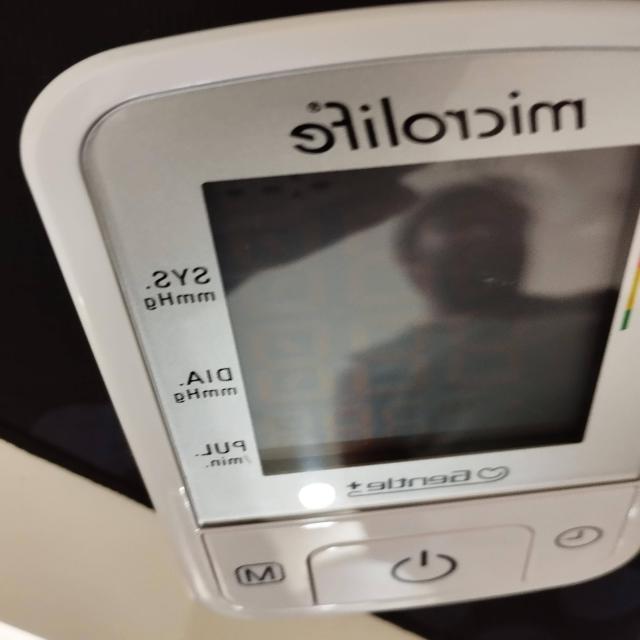 microlife®
SYS.
mmHg
DIA.
mmHg
PUL.
/min.
Gentle+
M